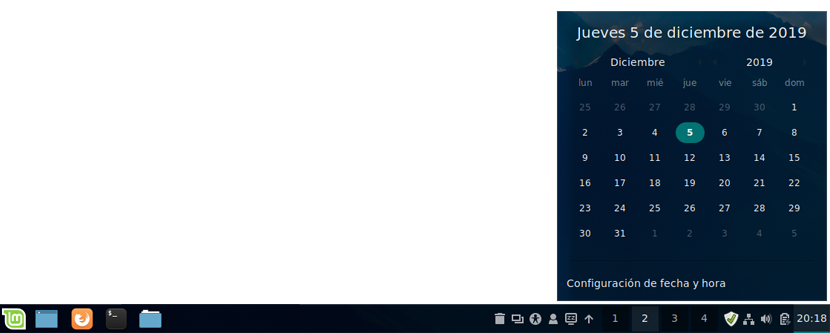 Jueves 5 de diciembre de 2019
Diciembre 2019
lun mar mié jue vie sáb dom
25 26 27 28 29 30 1
2 3 4 5 6 7 8
9 10 11 12 13 14 15
16 17 18 19 20 21 22
23 24 25 26 27 28 29
30 31 1 2 3 4 5
Configuración de fecha y hora
$_ 1 2 3 4 20:18